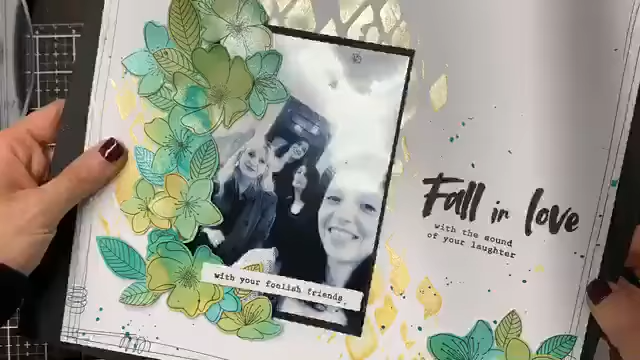 Fall in love
with the sound
of your laughter
with your foolish friends